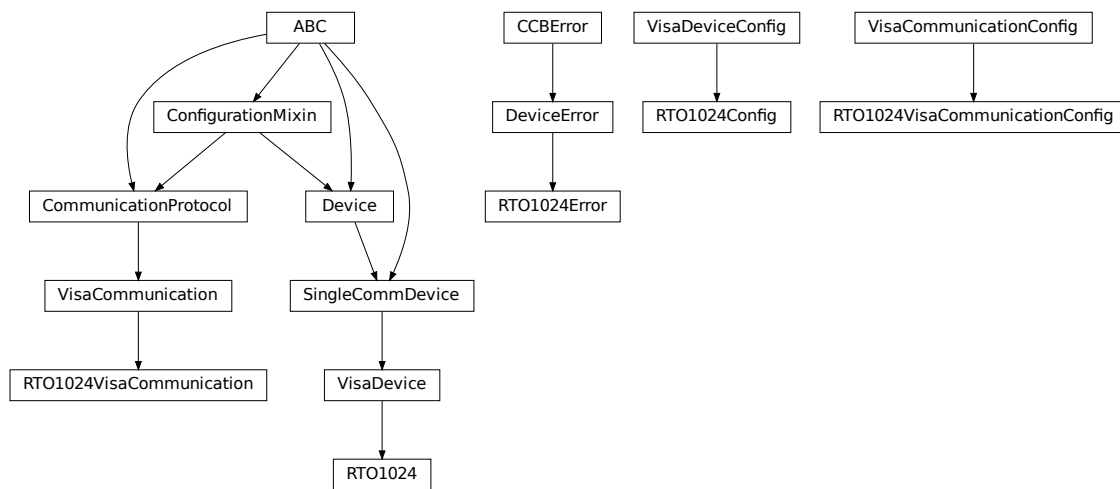 ABC
CCBError
VisaDeviceConfig
VisaCommunicationConfig
ConfigurationMixin
DeviceError
RTO1024Config
RTO1024VisaCommunicationConfig
CommunicationProtocol
Device
RTO1024Error
VisaCommunication
SingleCommDevice
RTO1024VisaCommunication
VisaDevice
RTO1024